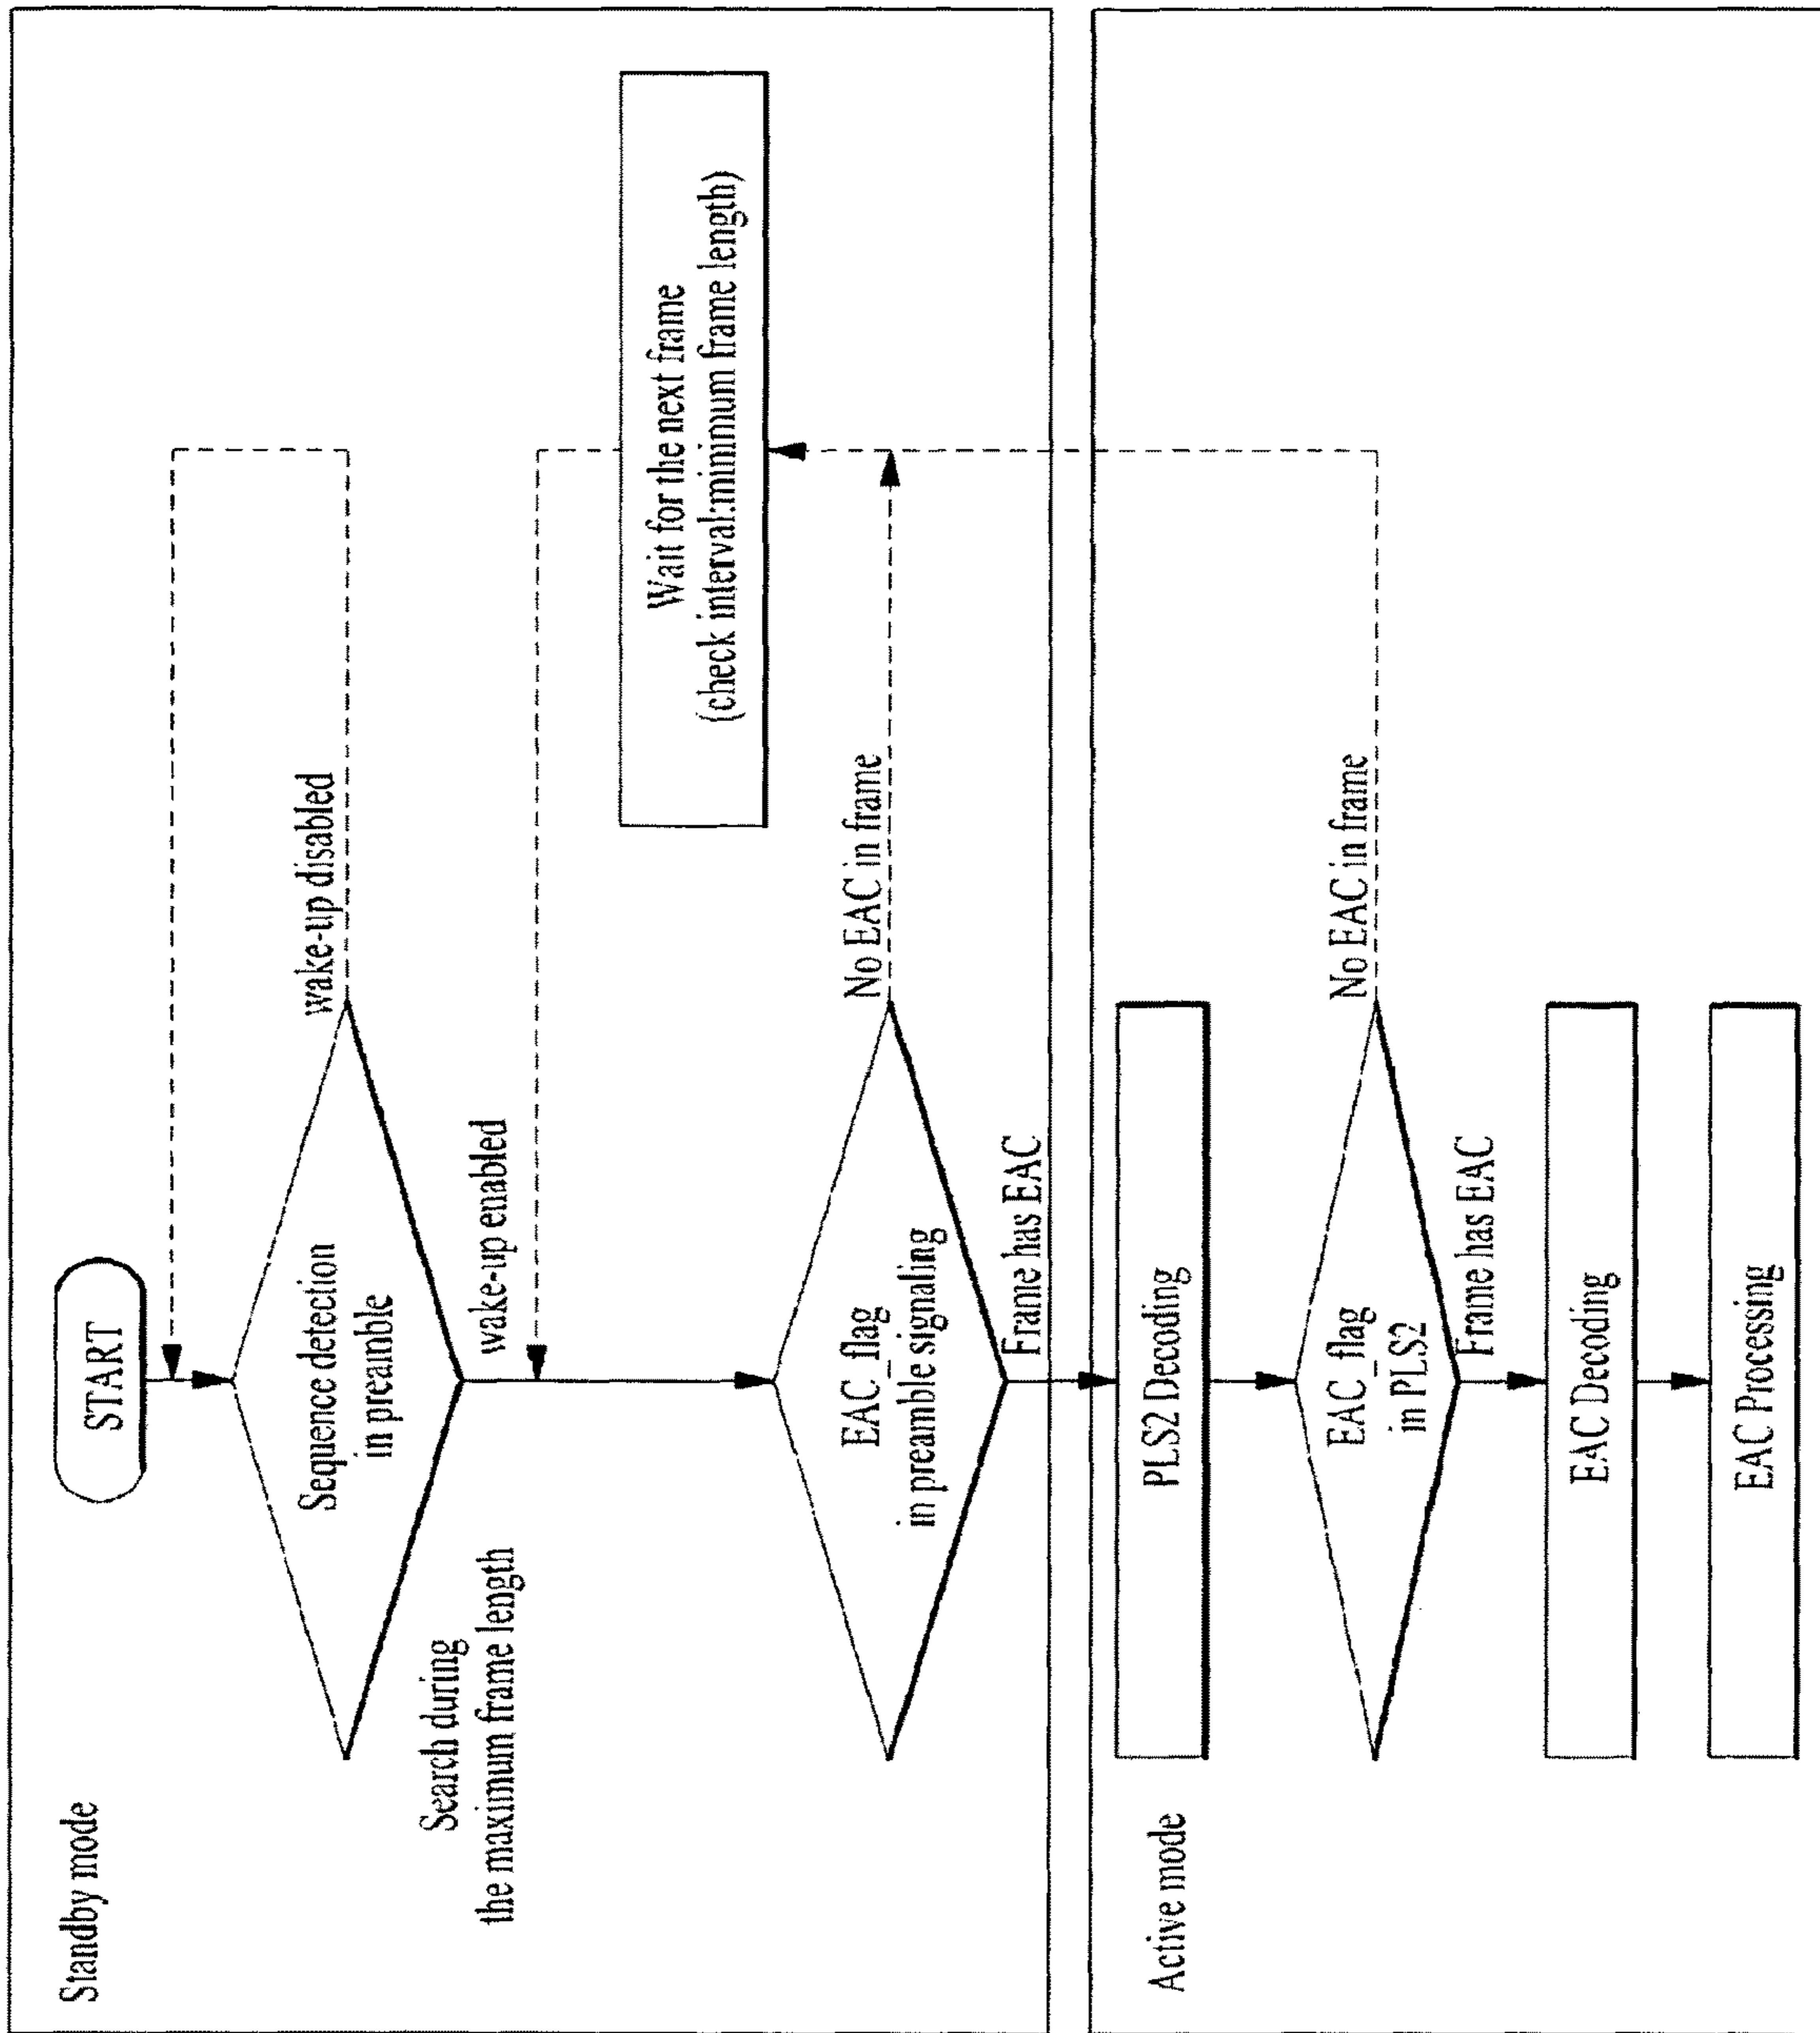 Standby mode
START
Sequence detection
in preamble
wake-up disabled
Search during
the maximum frame length
wake-up enabled
Wait for the next frame
(check interval:minimum frame length)
EAC_flag
in preamble signaling
No EAC in frame
Frame has EAC
Active mode
PLS2 Decoding
EAC_flag
in PLS2
No EAC in frame
Frame has EAC
EAC Decoding
EAC Processing